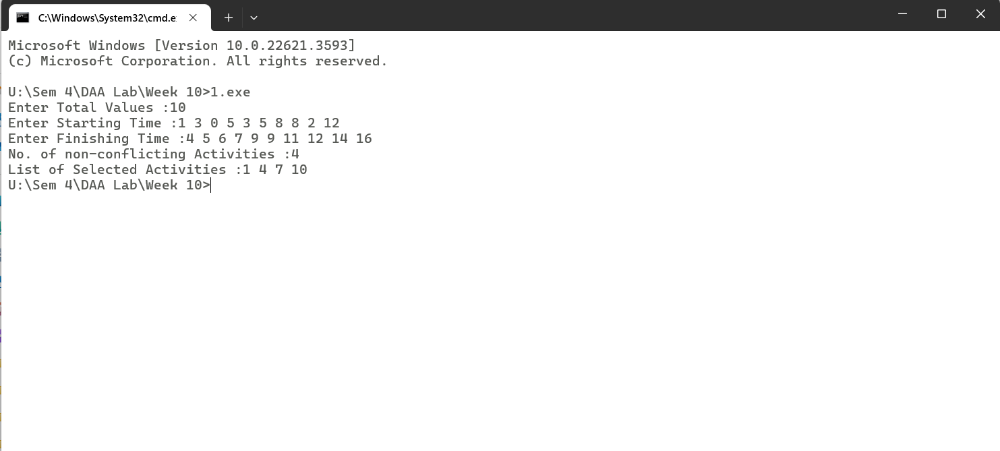 C:\Windows\System32\cmd.e
Microsoft Windows [Version 10.0.22621.3593]
(c) Microsoft Corporation. All rights reserved.
U:\Sem 4\DAA Lab\Week 10>1.exe
Enter Total Values :10
Enter Starting Time :1 3 0 5 3 5 8 8 2 12
Enter Finishing Time :4 5 6 7 9 9 11 12 14 16
No. of non-conflicting Activities :4
List of Selected Activities :1 4 7 10
U:\Sem 4\DAA Lab\Week 10>